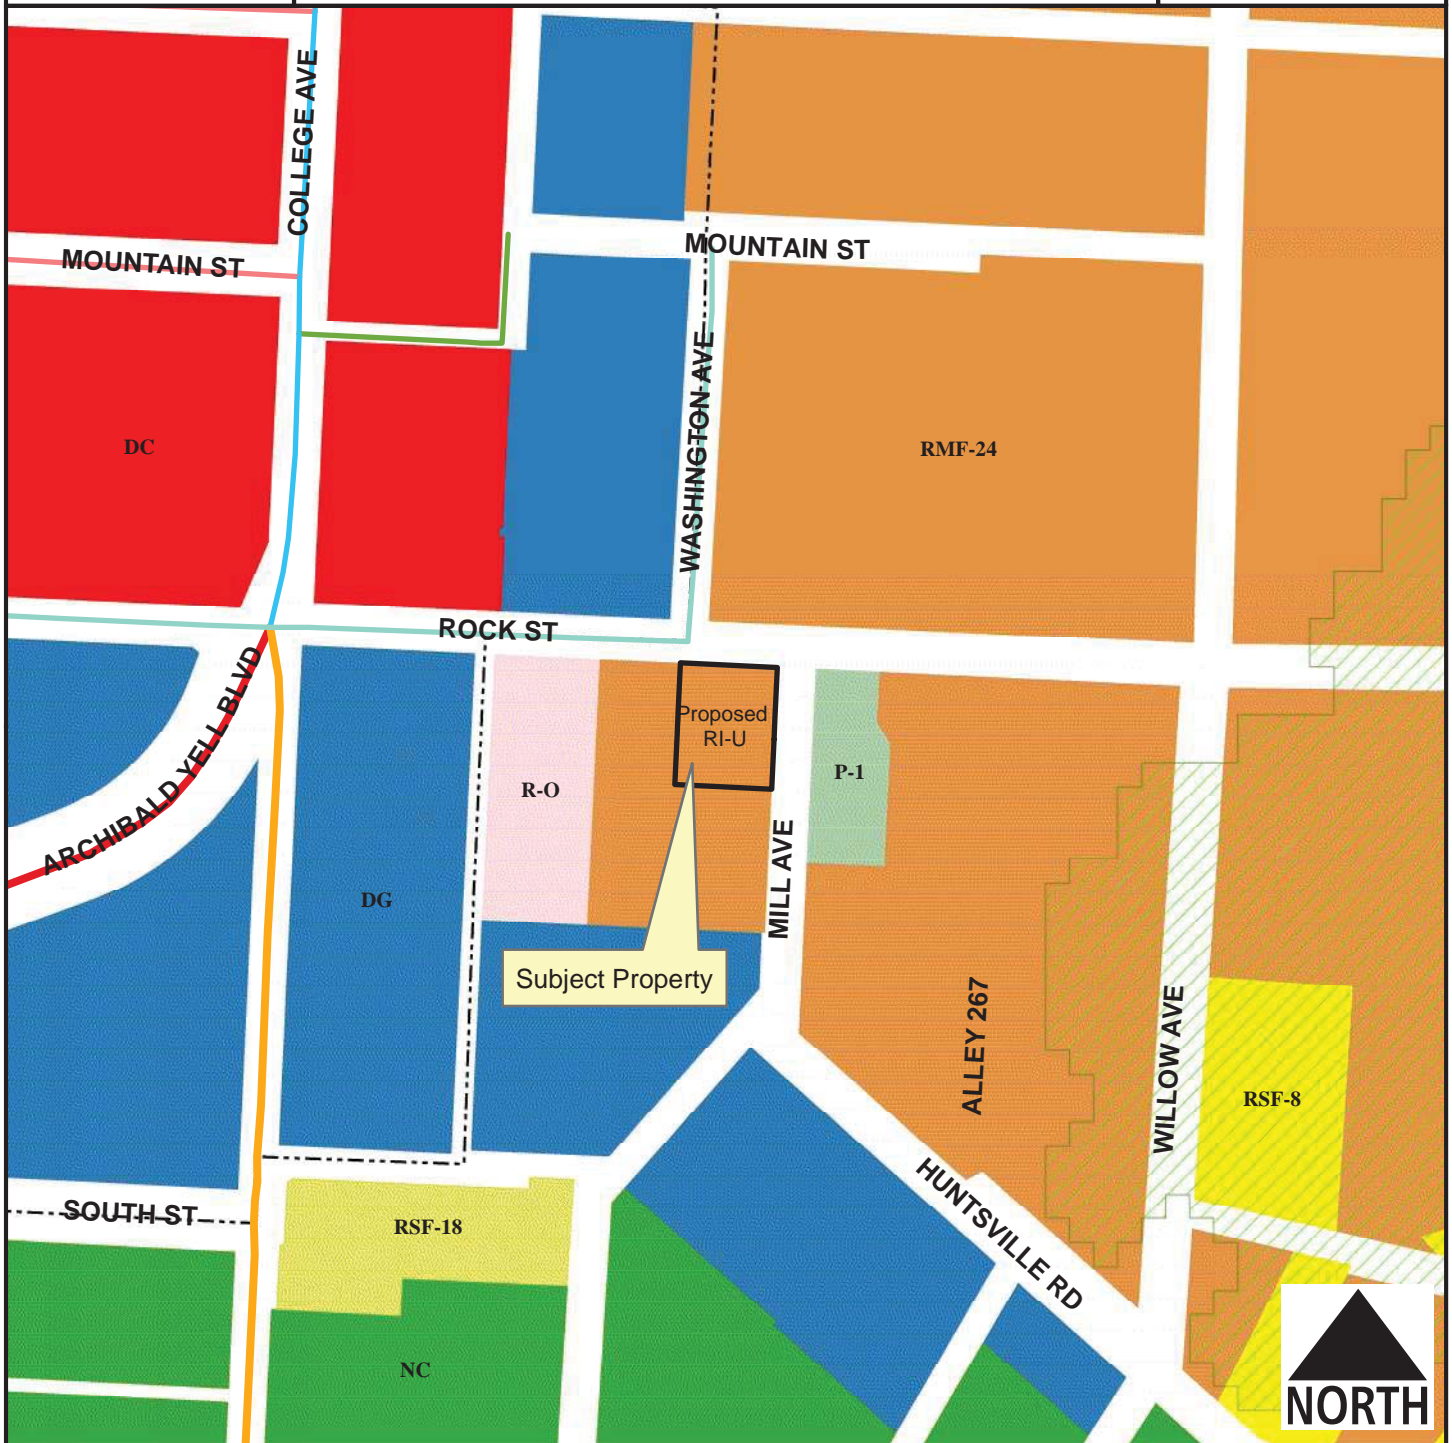 COLLEGE AVE
MOUNTAIN ST
MOUNTAIN ST
WASHINGTON AVE
DC
RMF-24
ROCK ST
ARCHIBALD YELL BLVD
Proposed
RI-U
R-O
P-1
MILL AVE
DG
Subject Property
ALLEY 267
WILLOW AVE
RSF-8
HUNTSVILLE RD
SOUTH ST
RSF-18
NC
NORTH